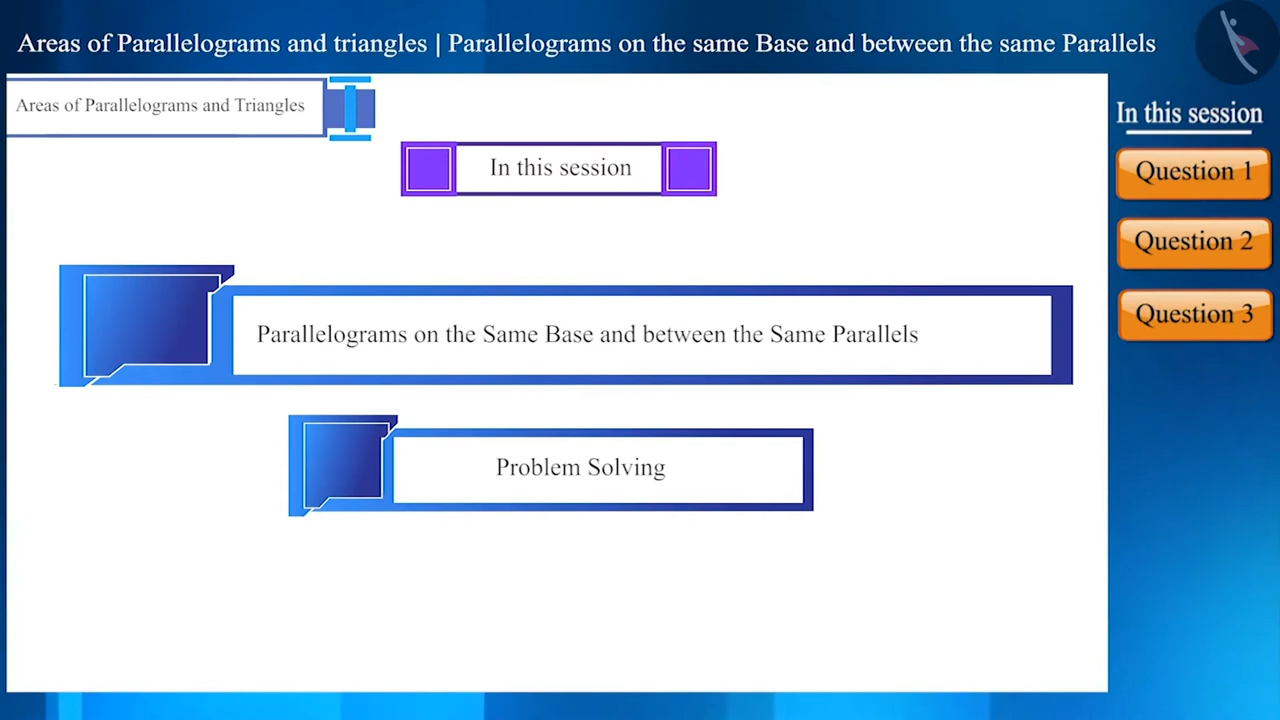 Areas of Parallelograms and triangles | Parallelograms on the same Base and between the same Parallels
Areas of Parallelograms and Triangles
In this session
Parallelograms on the Same Base and between the Same Parallels
Problem Solving
In this session
Question 1
Question 2
Question 3